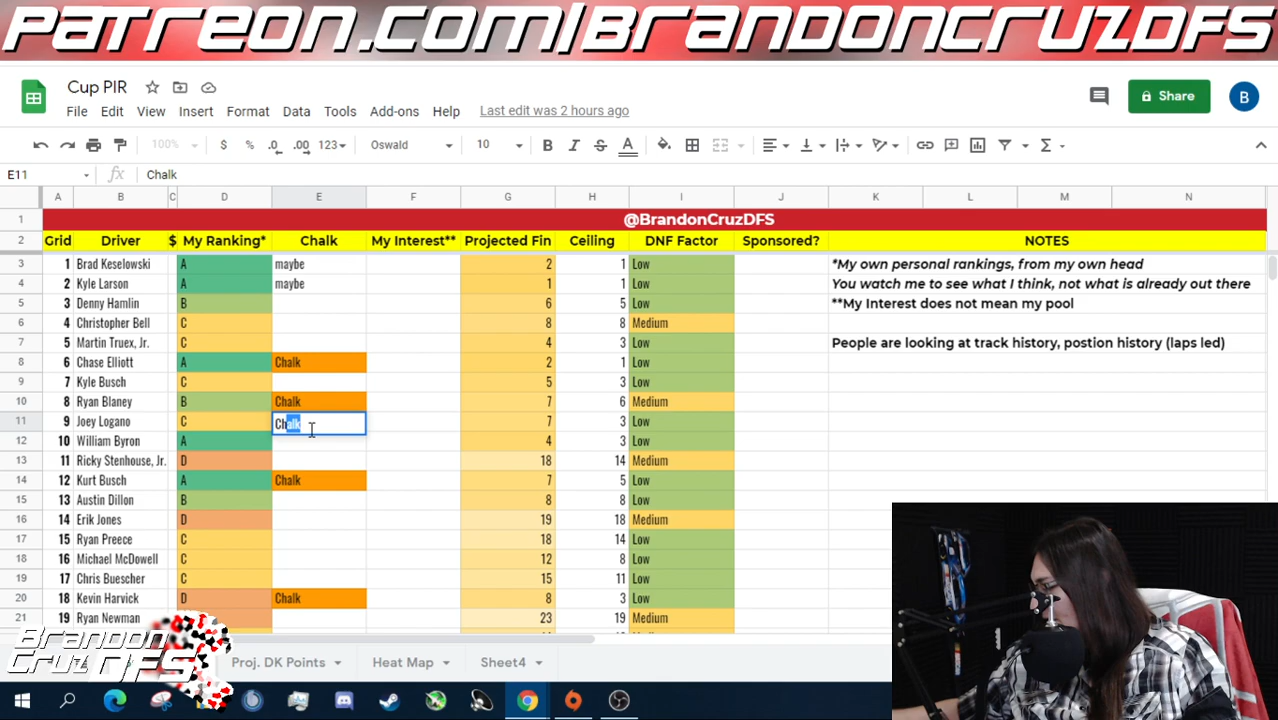 Patreon.com/BrandonCruzDFS
Cup PIR
File Edit View Insert Format Data Tools Add-ons Help Last edit was 2 hours ago
Share B
100% $ % .0 .00 123 Oswald 10 B I S A Σ
E11 fx Chalk
A B C D E F G H I J K L M N
1 @BrandonCruzDFS
2 Grid Driver $ My Ranking* Chalk My Interest** Projected Fin Ceiling DNF Factor Sponsored? NOTES
3 1 Brad Keselowski A maybe 2 1 Low *My own personal rankings, from my own head
4 2 Kyle Larson A maybe 1 1 Low You watch me to see what I think, not what is already out there
5 3 Denny Hamlin B 6 5 Low **My Interest does not mean my pool
6 4 Christopher Bell C 8 8 Medium
7 5 Martin Truex, Jr. C 4 3 Low People are looking at track history, postion history (laps led)
8 6 Chase Elliott A Chalk 2 1 Low
9 7 Kyle Busch C 5 3 Low
10 8 Ryan Blaney B Chalk 7 6 Medium
11 9 Joey Logano C Chalk 7 3 Low
12 10 William Byron A 4 3 Low
13 11 Ricky Stenhouse, Jr. D 18 14 Medium
14 12 Kurt Busch A Chalk 7 5 Low
15 13 Austin Dillon B 8 8 Low
16 14 Erik Jones D 19 18 Medium
17 15 Ryan Preece C 18 14 Low
18 16 Michael McDowell C 12 8 Low
19 17 Chris Buescher C 15 11 Low
20 18 Kevin Harvick D Chalk 8 3 Low
21 19 Ryan Newman D 23 19 Medium
Brandon
Cruz DFS
Proj. DK Points Heat Map Sheet4